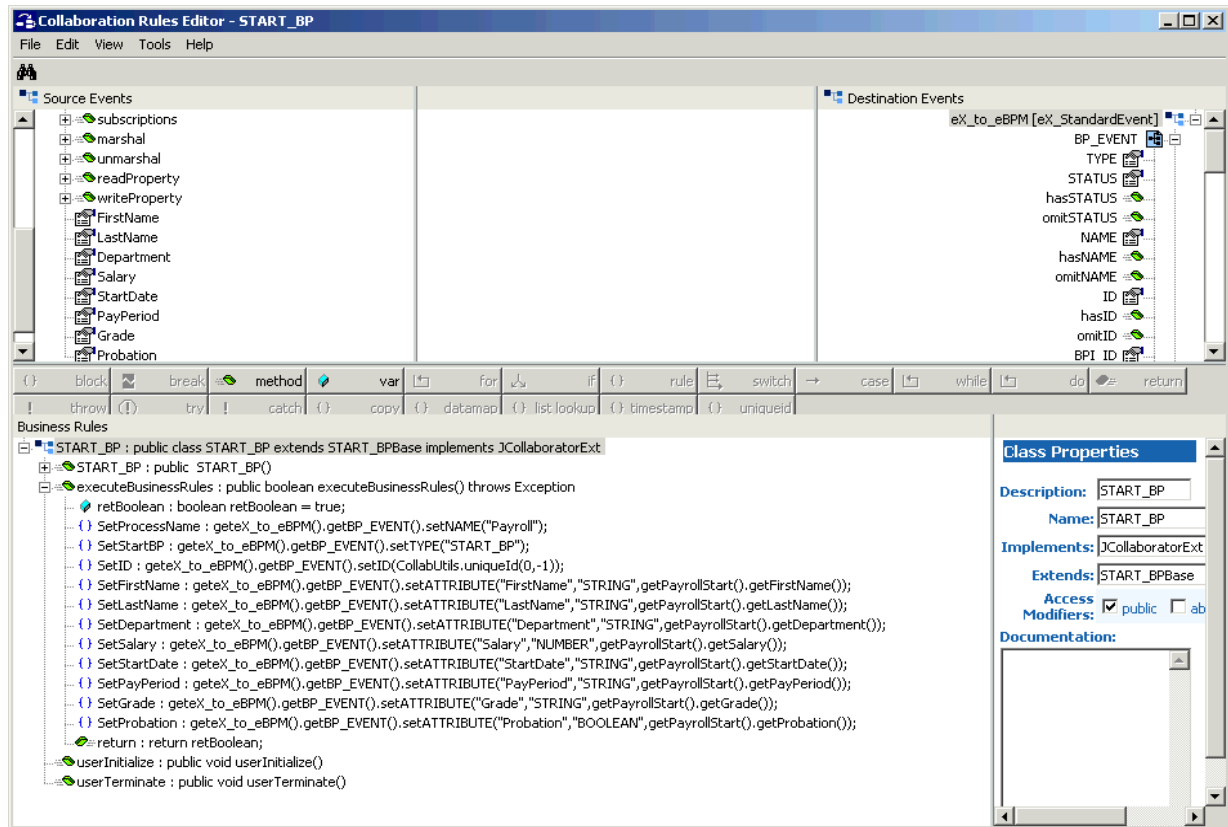 Collaboration Rules Editor - START_BP
File Edit View Tools Help
Source Events
subscriptions
marshal
unmarshal
readProperty
writeProperty
FirstName
LastName
Department
Salary
StartDate
PayPeriod
Grade
Probation
Destination Events
eX_to_eBPM [eX_StandardEvent]
BP_EVENT
TYPE
STATUS
hasSTATUS
omitSTATUS
NAME
hasNAME
omitNAME
ID
hasID
omitID
BPI_ID
block break method var for if rule switch case while do return
throw try catch copy datamap list lookup timestamp uniqueid
Business Rules
START_BP : public class START_BP extends START_BPBase implements JCollaboratorExt
START_BP : public START_BP()
executeBusinessRules : public boolean executeBusinessRules() throws Exception
retBoolean : boolean retBoolean = true;
{} SetProcessName : geteX_to_eBPM().getBP_EVENT().setNAME("Payroll");
{} SetStartBP : geteX_to_eBPM().getBP_EVENT().setTYPE("START_BP");
{} SetID : geteX_to_eBPM().getBP_EVENT().setID(CollabUtils.uniqueId(0,-1));
{} SetFirstName : geteX_to_eBPM().getBP_EVENT().setATTRIBUTE("FirstName","STRING",getPayrollStart().getFirstName());
{} SetLastName : geteX_to_eBPM().getBP_EVENT().setATTRIBUTE("LastName","STRING",getPayrollStart().getLastName());
{} SetDepartment : geteX_to_eBPM().getBP_EVENT().setATTRIBUTE("Department","STRING",getPayrollStart().getDepartment());
{} SetSalary : geteX_to_eBPM().getBP_EVENT().setATTRIBUTE("Salary","NUMBER",getPayrollStart().getSalary());
{} SetStartDate : geteX_to_eBPM().getBP_EVENT().setATTRIBUTE("StartDate","STRING",getPayrollStart().getStartDate());
{} SetPayPeriod : geteX_to_eBPM().getBP_EVENT().setATTRIBUTE("PayPeriod","STRING",getPayrollStart().getPayPeriod());
{} SetGrade : geteX_to_eBPM().getBP_EVENT().setATTRIBUTE("Grade","STRING",getPayrollStart().getGrade());
{} SetProbation : geteX_to_eBPM().getBP_EVENT().setATTRIBUTE("Probation","BOOLEAN",getPayrollStart().getProbation());
return : return retBoolean;
userInitialize : public void userInitialize()
userTerminate : public void userTerminate()
Class Properties
Description: START_BP
Name: START_BP
Implements: JCollaboratorExt
Extends: START_BPBase
Access Modifiers: public ab
Documentation: